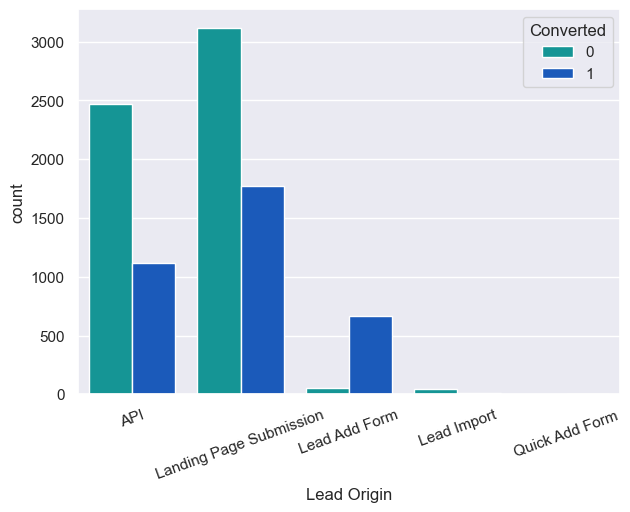 Converted
0
1
3000
2500
2000
1500
1000
500
0
count
API
Landing Page Submission
Lead Add Form
Lead Import
Quick Add Form
Lead Origin